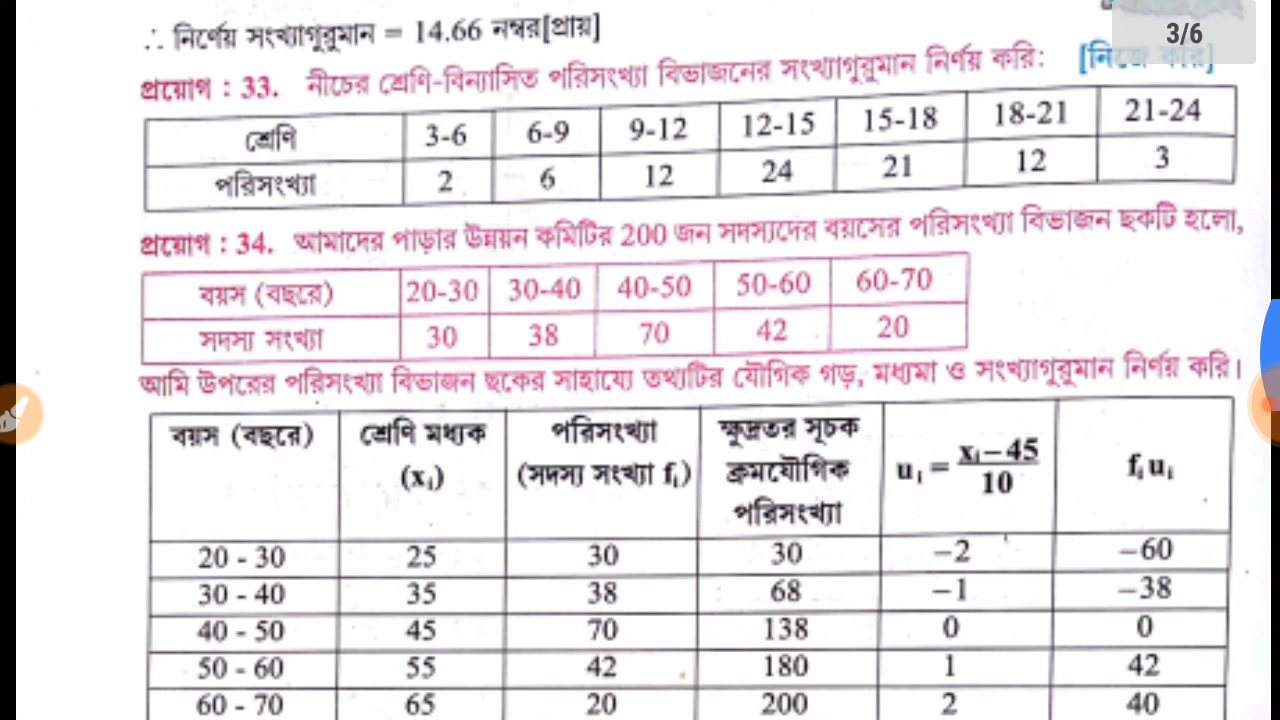 3/6
∴ নির্ণেয় সংখ্যাগুরুমান = 14.66 নম্বর[প্রায়]
প্রয়োগ : 33. নীচের শ্রেণি-বিন্যাসিত পরিসংখ্যা বিভাজনের সংখ্যাগুরুমান নির্ণয় করি: [নিজে করি]
শ্রেণি 3-6 6-9 9-12 12-15 15-18 18-21 21-24
পরিসংখ্যা 2 6 12 24 21 12 3
প্রয়োগ : 34. আমাদের পাড়ার উন্নয়ন কমিটির 200 জন সদস্যদের বয়সের পরিসংখ্যা বিভাজন ছকটি হলো,
বয়স (বছরে) 20-30 30-40 40-50 50-60 60-70
সদস্য সংখ্যা 30 38 70 42 20
আমি উপরের পরিসংখ্যা বিভাজন ছকের সাহায্যে তথ্যটির যৌগিক গড়, মধ্যমা ও সংখ্যাগুরুমান নির্ণয় করি।
বয়স (বছরে) শ্রেণি মধ্যক (xᵢ) পরিসংখ্যা (সদস্য সংখ্যা fᵢ) ক্ষুদ্রতর সূচক ক্রমযৌগিক পরিসংখ্যা uᵢ = xᵢ – 45 / 10 fᵢ uᵢ
20 - 30 25 30 30 –2 –60
30 - 40 35 38 68 –1 –38
40 - 50 45 70 138 0 0
50 - 60 55 42 180 1 42
60 - 70 65 20 200 2 40